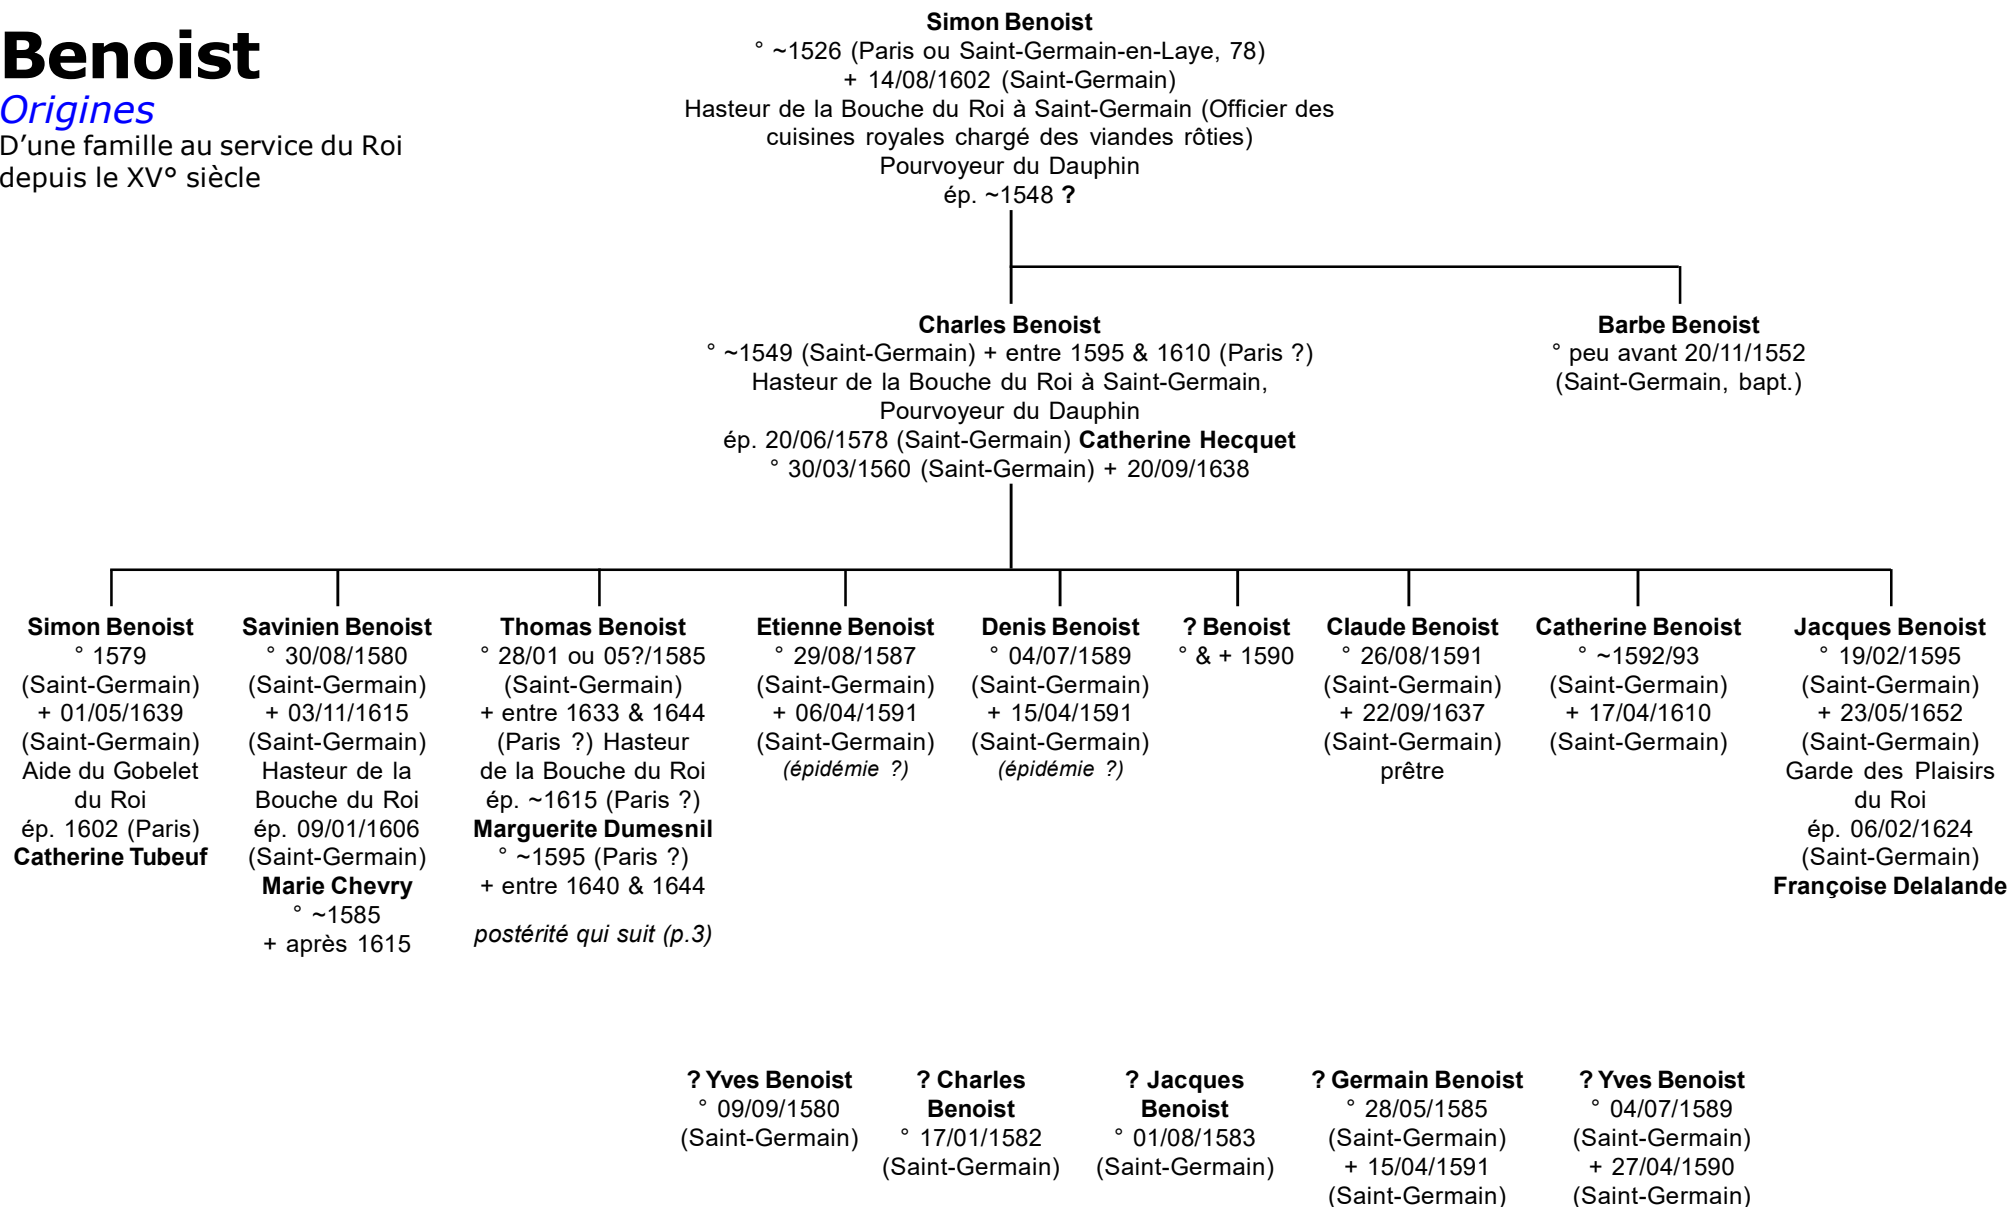 Benoist
Origines
D’une famille au service du Roi
depuis le XV° siècle
Simon Benoist
° ~1526 (Paris ou Saint-Germain-en-Laye, 78)
+ 14/08/1602 (Saint-Germain)
Hasteur de la Bouche du Roi à Saint-Germain (Officier des
cuisines royales chargé des viandes rôties)
Pourvoyeur du Dauphin
ép. ~1548 ?
Charles Benoist
° ~1549 (Saint-Germain) + entre 1595 & 1610 (Paris ?)
Hasteur de la Bouche du Roi à Saint-Germain,
Pourvoyeur du Dauphin
ép. 20/06/1578 (Saint-Germain) Catherine Hecquet
° 30/03/1560 (Saint-Germain) + 20/09/1638
Barbe Benoist
° peu avant 20/11/1552
(Saint-Germain, bapt.)
Simon Benoist
° 1579
(Saint-Germain)
+ 01/05/1639
(Saint-Germain)
Aide du Gobelet
du Roi
ép. 1602 (Paris)
Catherine Tubeuf
Savinien Benoist
° 30/08/1580
(Saint-Germain)
+ 03/11/1615
(Saint-Germain)
Hasteur de la
Bouche du Roi
ép. 09/01/1606
(Saint-Germain)
Marie Chevry
° ~1585
+ après 1615
Thomas Benoist
° 28/01 ou 05?/1585
(Saint-Germain)
+ entre 1633 & 1644
(Paris ?) Hasteur
de la Bouche du Roi
ép. ~1615 (Paris ?)
Marguerite Dumesnil
° ~1595 (Paris ?)
+ entre 1640 & 1644
postérité qui suit (p.3)
Etienne Benoist
° 29/08/1587
(Saint-Germain)
+ 06/04/1591
(Saint-Germain)
(épidémie ?)
Denis Benoist
° 04/07/1589
(Saint-Germain)
+ 15/04/1591
(Saint-Germain)
(épidémie ?)
? Benoist
° & + 1590
Claude Benoist
° 26/08/1591
(Saint-Germain)
+ 22/09/1637
(Saint-Germain)
prêtre
Catherine Benoist
° ~1592/93
(Saint-Germain)
+ 17/04/1610
(Saint-Germain)
Jacques Benoist
° 19/02/1595
(Saint-Germain)
+ 23/05/1652
(Saint-Germain)
Garde des Plaisirs
du Roi
ép. 06/02/1624
(Saint-Germain)
Françoise Delalande
? Yves Benoist
° 09/09/1580
(Saint-Germain)
? Charles
Benoist
° 17/01/1582
(Saint-Germain)
? Jacques
Benoist
° 01/08/1583
(Saint-Germain)
? Germain Benoist
° 28/05/1585
(Saint-Germain)
+ 15/04/1591
(Saint-Germain)
? Yves Benoist
° 04/07/1589
(Saint-Germain)
+ 27/04/1590
(Saint-Germain)